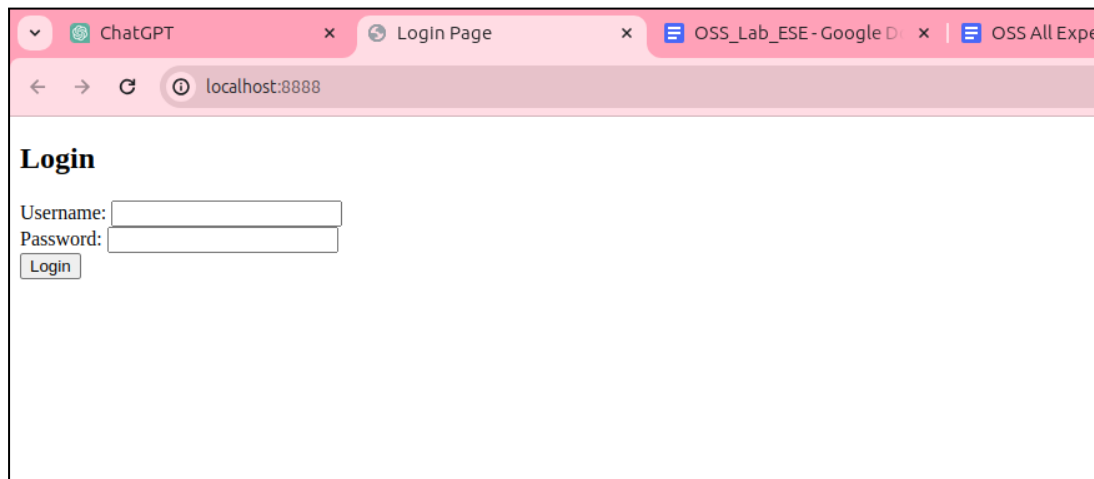 ChatGPT
Login Page
OSS_Lab_ESE - Google D
OSS All Expe
localhost:8888
Login
Username:
Password:
Login